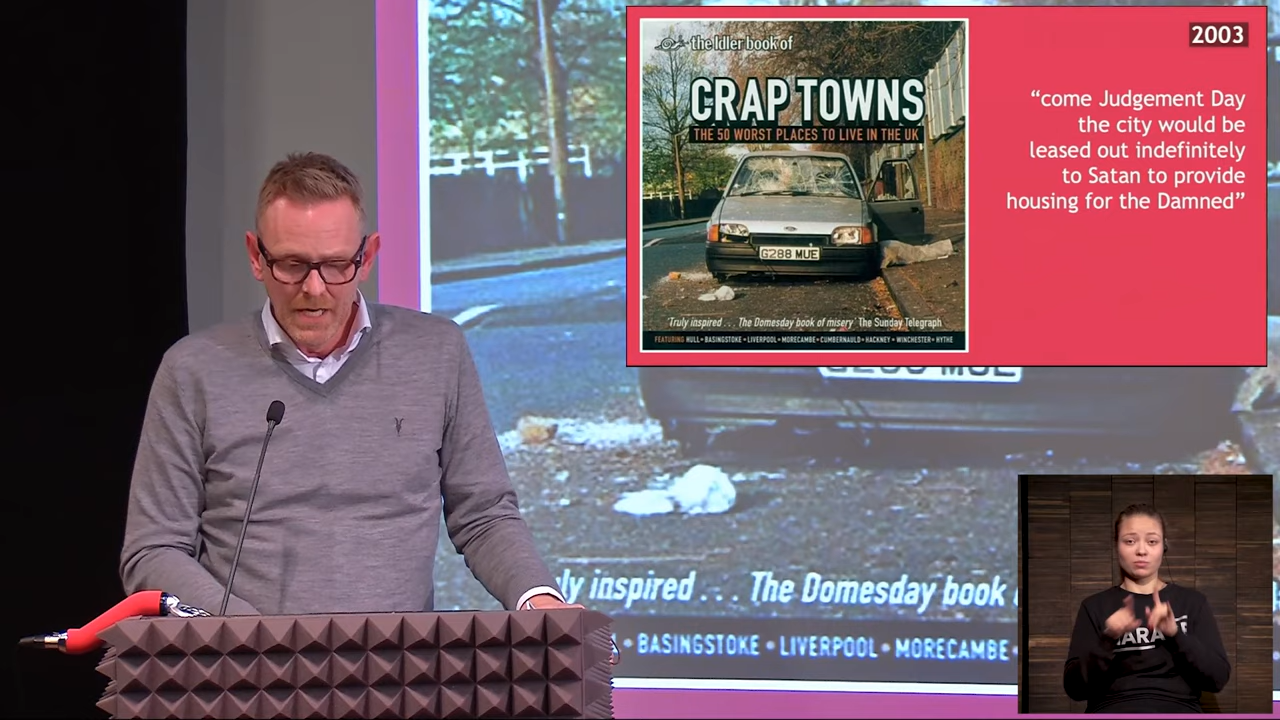 2003
the Idler book of
CRAP TOWNS
THE 50 WORST PLACES TO LIVE IN THE UK
G288 MUE
'Truly inspired . . . The Domesday book of misery' The Sunday Telegraph
FEATURING HULL • BASINGSTOKE • LIVERPOOL • MORECAMBE • CUMBERNAULD • HACKNEY • WINCHESTER • HYTHE
“come Judgement Day
the city would be
leased out indefinitely
to Satan to provide
housing for the Damned”
G288 MUE
inspired . . . The Domesday book
• BASINGSTOKE • LIVERPOOL • MORECAMBE •